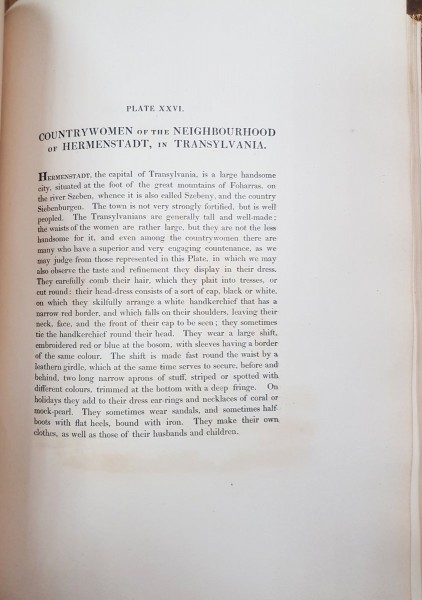 PLATE XXVI.
COUNTRYWOMEN OF THE NEIGHBOURHOOD
OF HERMENSTADT, IN TRANSYLVANIA.
HERMENSTADT, the capital of Transylvania, is a large handsome
city, situated at the foot of the great mountains of Foharras, on
the river Szeben, whence it is also called Szebeny, and the country
Siebenburgen. The town is not very strongly fortified, but is well
peopled. The Transylvanians are generally tall and well-made;
the waists of the women are rather large, but they are not the less
handsome for it, and even among the countrywomen there are
many who have a superior and very engaging countenance, as we
may judge from those represented in this Plate, in which we may
also observe the taste and refinement they display in their dress.
They carefully comb their hair, which they plait into tresses, or
cut round: their head-dress consists of a sort of cap, black or white,
on which they skilfully arrange a white handkerchief that has a
narrow red border, and which falls on their shoulders, leaving their
neck, face, and the front of their cap to be seen; they sometimes
tie the handkerchief round their head. They wear a large shift,
embroidered red or blue at the bosom, with sleeves having a border
of the same colour. The shift is made fast round the waist by a
leathern girdle, which at the same time serves to secure, before and
behind, two long narrow aprons of stuff, striped or spotted with
different colours, trimmed at the bottom with a deep fringe. On
holidays they add to their dress ear-rings and necklaces of coral or
mock-pearl. They sometimes wear sandals, and sometimes half-
boots with flat heels, bound with iron. They make their own
clothes, as well as those of their husbands and children.